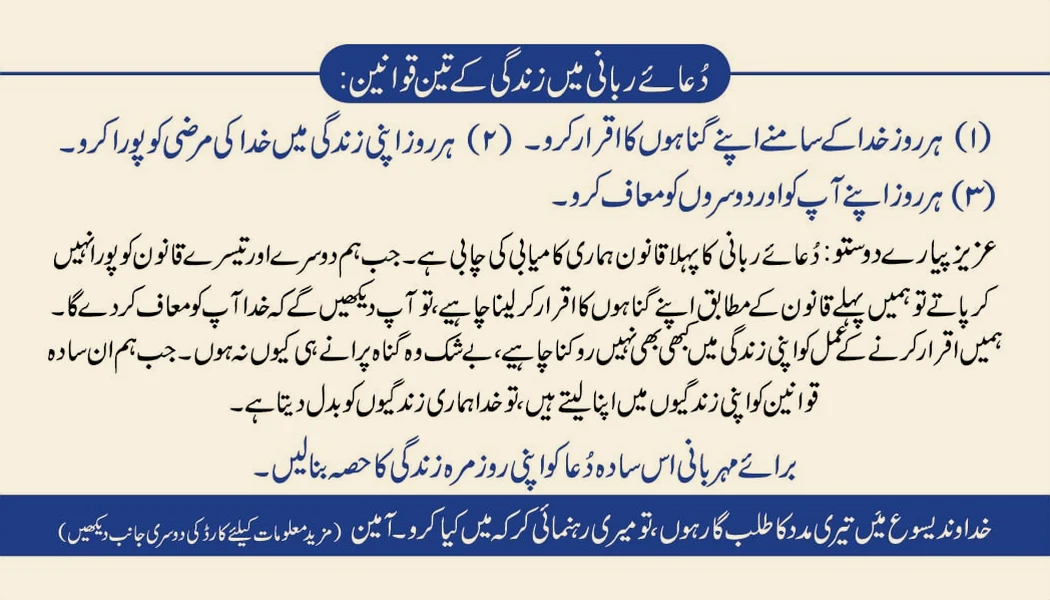 دُعائے ربانی میں زندگی کے تین قوانین:
(۱) ہر روز خدا کے سامنے اپنے گناہوں کا اقرار کرو۔ (۲) ہر روز اپنی زندگی میں خدا کی مرضی کو پورا کرو۔
(۳) ہر روز اپنے آپ کو اور دوسروں کو معاف کرو۔
عزیز پیارے دوستو: دُعائے ربانی کا پہلا قانون ہماری کامیابی کی چابی ہے۔ جب ہم دوسرے اور تیسرے قانون کو پورا نہیں
کر پاتے تو ہمیں پہلے قانون کے مطابق اپنے گناہوں کا اقرار کر لینا چاہیے، تو آپ دیکھیں گے کہ خدا آپ کو معاف کر دے گا۔
ہمیں اقرار کرنے کے عمل کو اپنی زندگی میں کبھی بھی نہیں روکنا چاہیے، بے شک وہ گناہ پرانے ہی کیوں نہ ہوں۔ جب ہم ان سادہ
قوانین کو اپنی زندگیوں میں اپنا لیتے ہیں، تو خدا ہماری زندگیوں کو بدل دیتا ہے۔
برائے مہربانی اس سادہ دُعا کو اپنی روزمرہ زندگی کا حصہ بنا لیں۔
خداوند یسوع میَں تیری مدد کا طلب گار ہوں، تو میری رہنمائی کر کہ میں کیا کرو۔ آمین (مزید معلومات کیلئے کارڈ کی دوسری جانب دیکھیں)